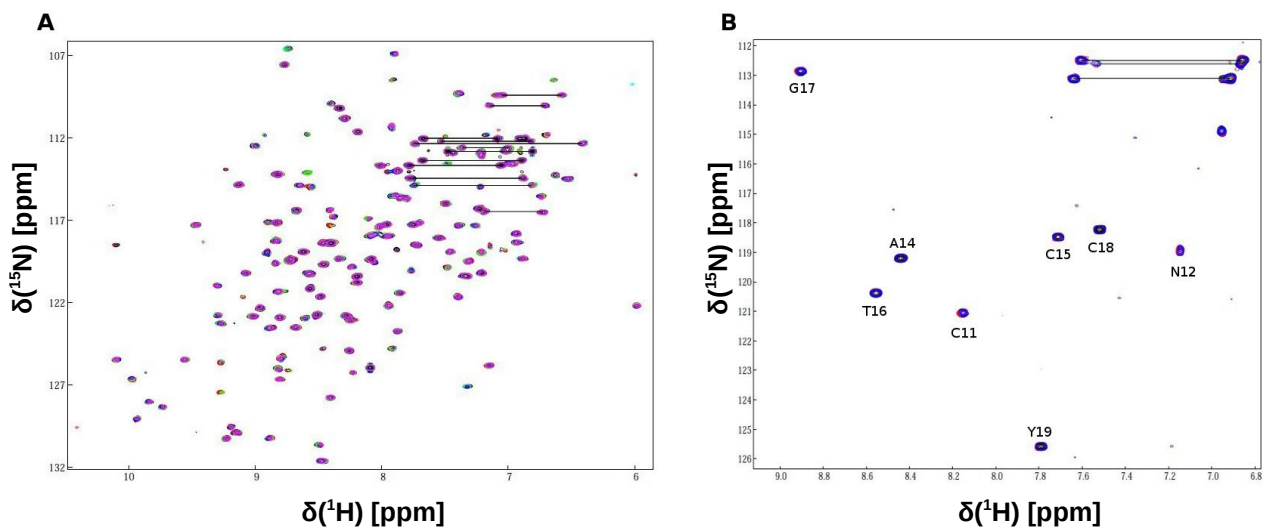 A
B
107
112
117
122
127
132
10
9
8
7
6
δ(¹⁵N) [ppm]
δ(¹H) [ppm]
112
113
114
115
116
117
118
119
120
121
122
123
124
125
126
9.0
8.8
8.6
8.4
8.2
8.0
7.8
7.6
7.4
7.2
7.0
6.8
G17
A14
C15
C18
N12
T16
C11
Y19
δ(¹⁵N) [ppm]
δ(¹H) [ppm]